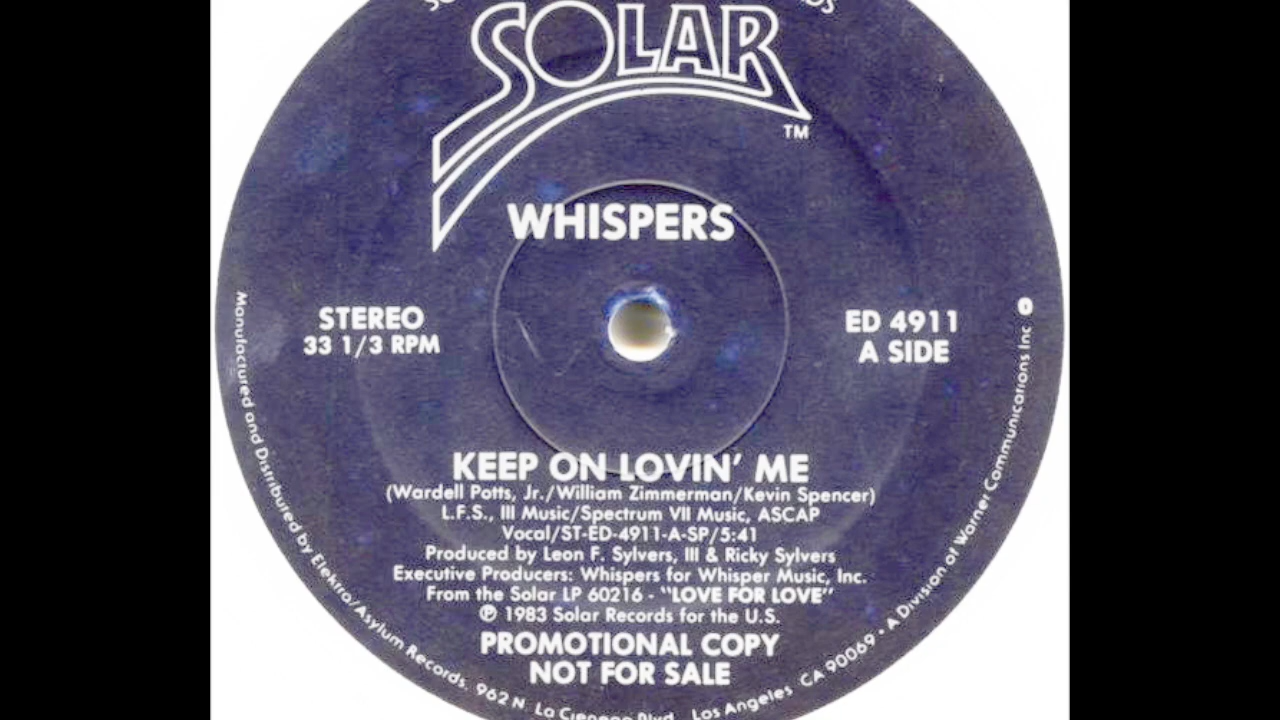 SOLAR
TM
WHISPERS
STEREO
33 1/3 RPM
ED 4911
A SIDE
KEEP ON LOVIN' ME
(Wardell Potts, Jr./William Zimmerman/Kevin Spencer)
L.F.S., III Music/Spectrum VII Music, ASCAP
Vocal/ST-ED-4911-A-SP/5:41
Produced by Leon F. Sylvers, III & Ricky Sylvers
Executive Producers: Whispers for Whisper Music, Inc.
From the Solar LP 60216 - "LOVE FOR LOVE"
℗ 1983 Solar Records for the U.S.
PROMOTIONAL COPY
NOT FOR SALE
Manufactured and Distributed by Elektra/Asylum Records, 962 N. La Cienega Blvd. Los Angeles CA 90069 • A Division of Warner Communications Inc